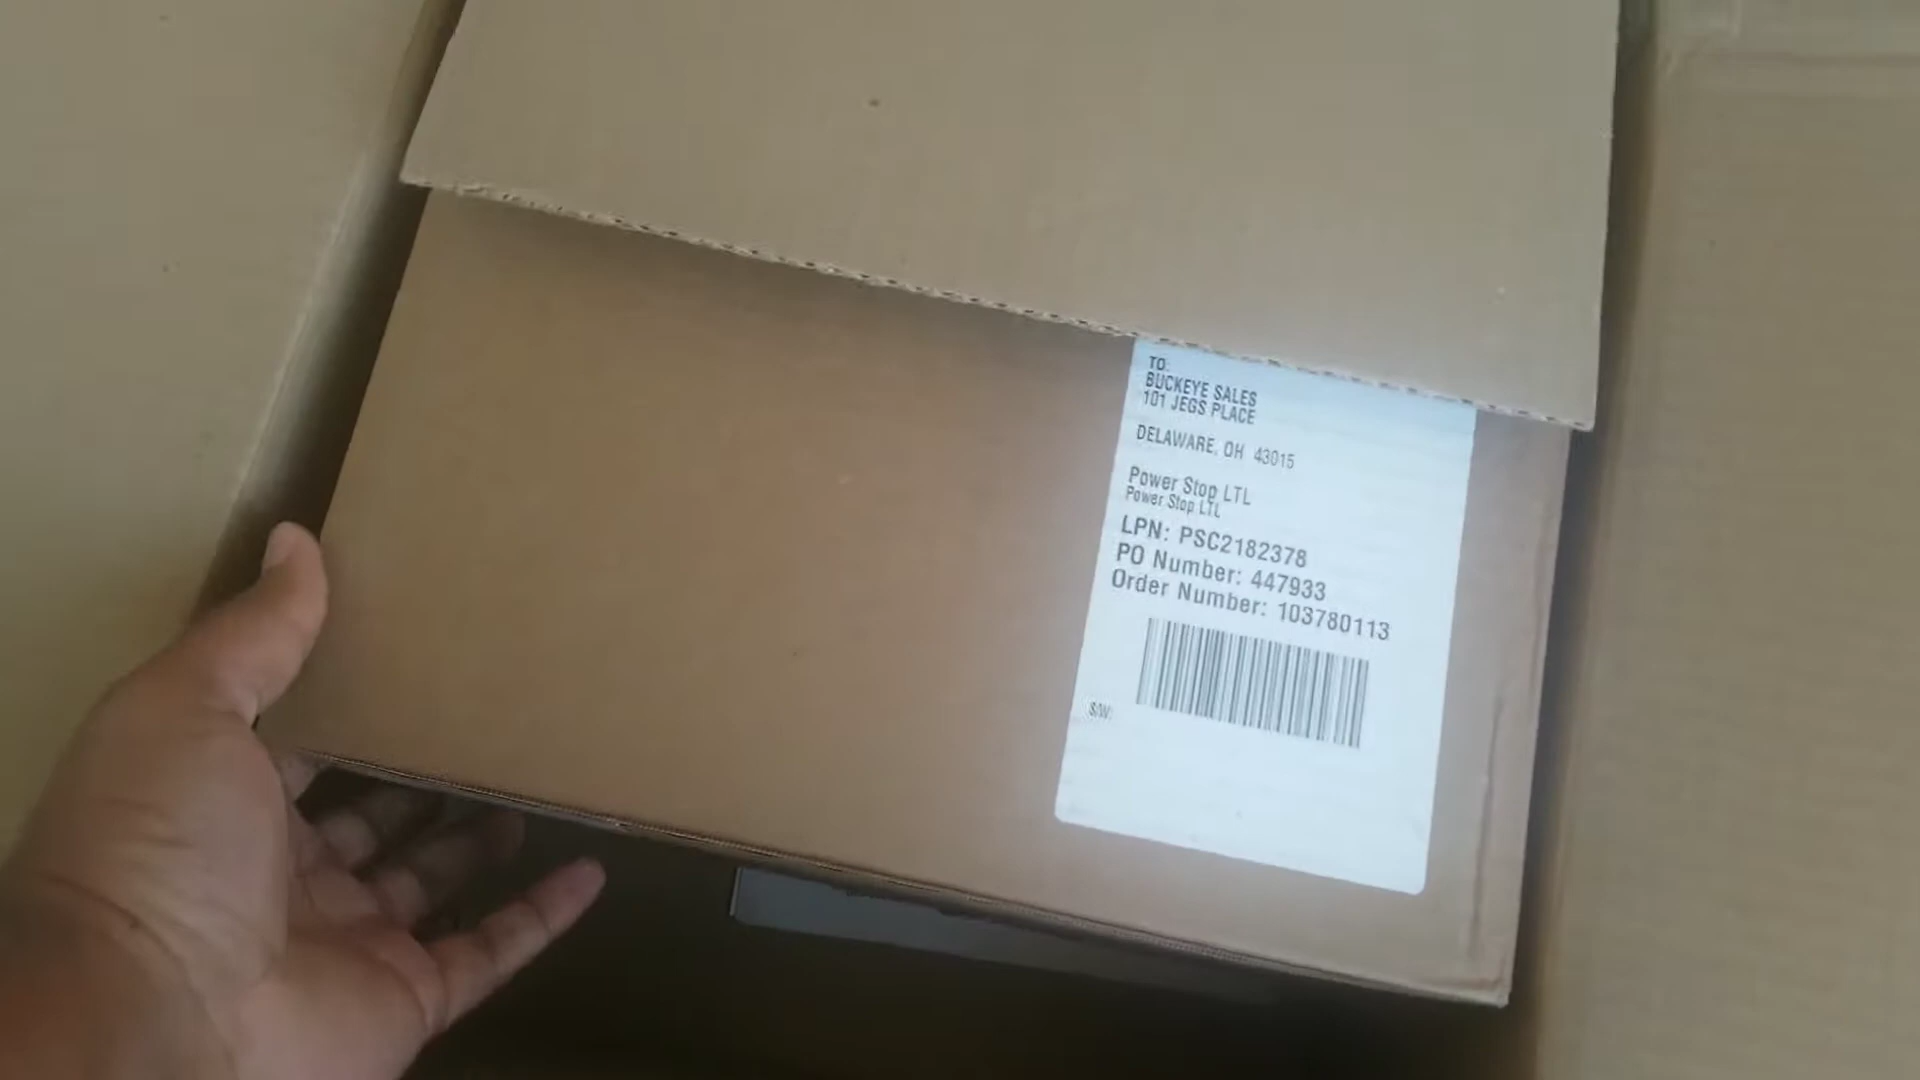 TO:
BUCKEYE SALES
101 JEGS PLACE
DELAWARE, OH 43015
Power Stop LTL
Power Stop LTL
LPN: PSC2182378
PO Number: 447933
Order Number: 103780113
S/W: